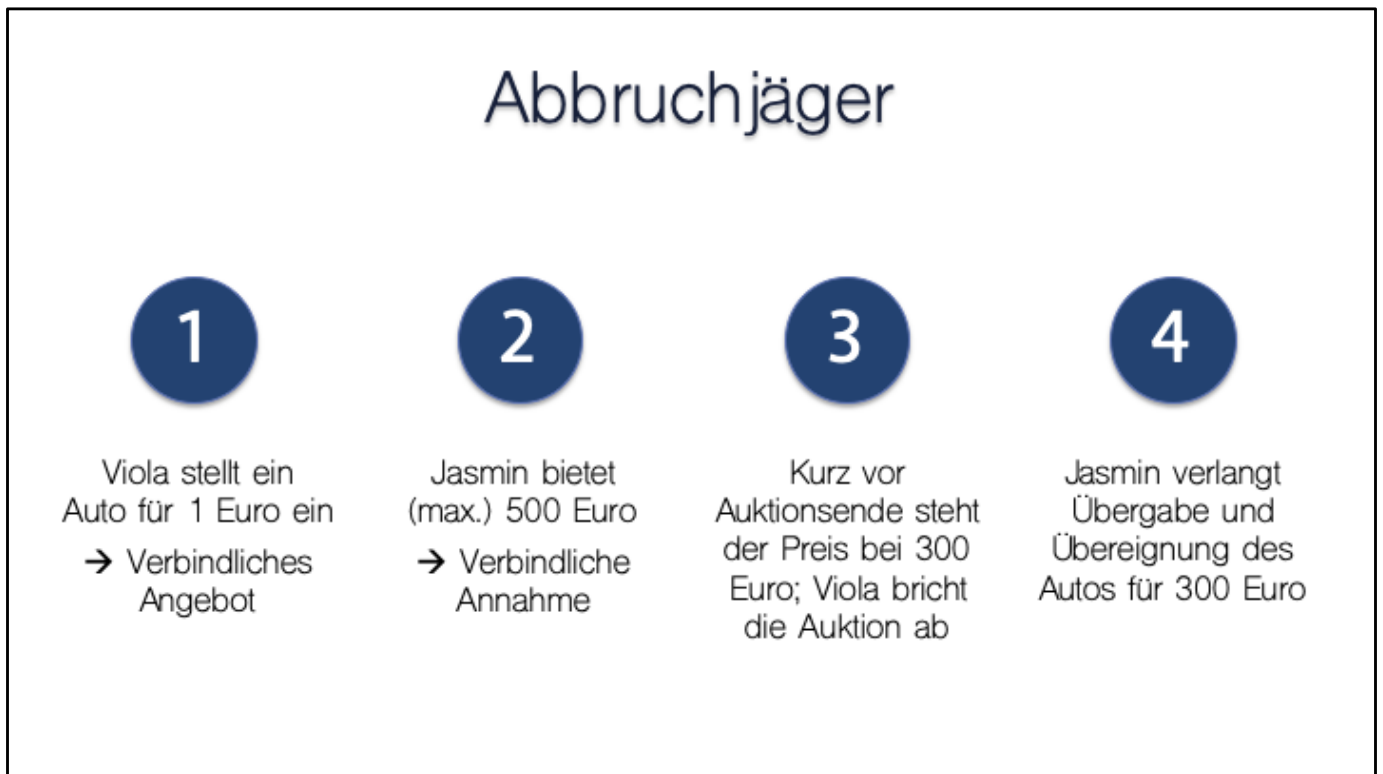 Abbruchjäger
1
2
3
4
Viola stellt ein
Auto für 1 Euro ein
→ Verbindliches
Angebot
Jasmin bietet
(max.) 500 Euro
→ Verbindliche
Annahme
Kurz vor
Auktionsende steht
der Preis bei 300
Euro; Viola bricht
die Auktion ab
Jasmin verlangt
Übergabe und
Übereignung des
Autos für 300 Euro